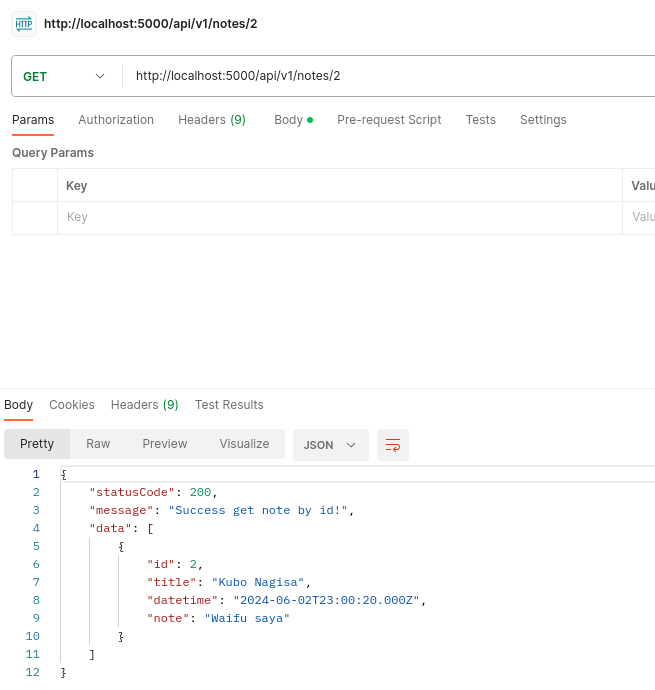 HTTP http://localhost:5000/api/v1/notes/2
GET http://localhost:5000/api/v1/notes/2
Params Authorization Headers (9) Body Pre-request Script Tests Settings
Query Params
Key Valu
Key Valu
Body Cookies Headers (9) Test Results
Pretty Raw Preview Visualize JSON
1 {
2 "statusCode": 200,
3 "message": "Success get note by id!",
4 "data": [
5 {
6 "id": 2,
7 "title": "Kubo Nagisa",
8 "datetime": "2024-06-02T23:00:20.000Z",
9 "note": "Waifu saya"
10 }
11 ]
12 }